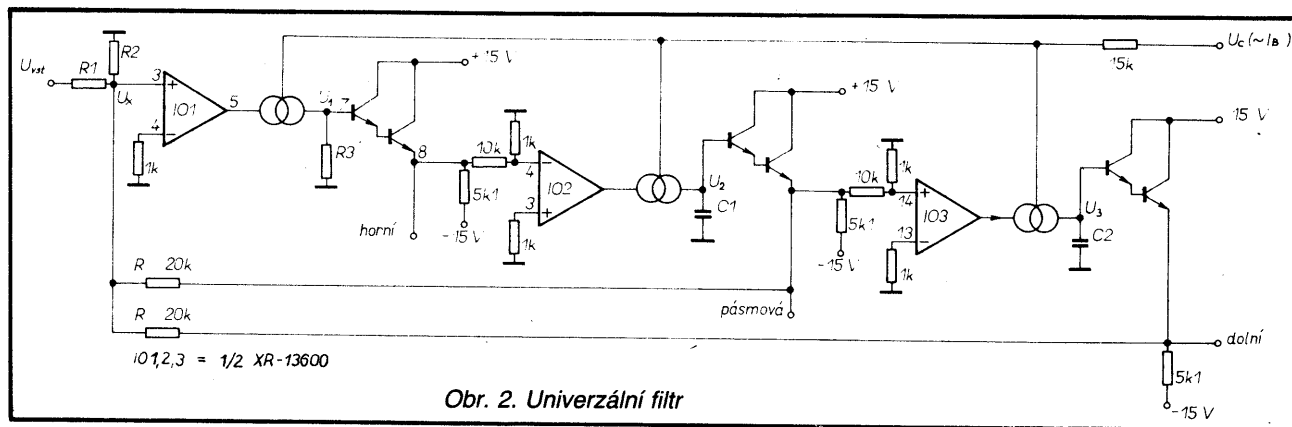 R2
U_C (~I_B)
15k
U_vst
R1
U_x
3
+
IO1
5
4
−
1k
U_1
7
+15 V
R3
8
10k
1k
5k1
−15 V
4
−
IO2
3
+
1k
horní
+15 V
U_2
C1
10k
1k
5k1
−15 V
14
+
IO3
13
−
1k
15 V
U_3
C2
R 20k
pásmová
R 20k
dolní
5k1
−15 V
iO1,2,3 = 1/2 XR-13600
Obr. 2. Univerzální filtr